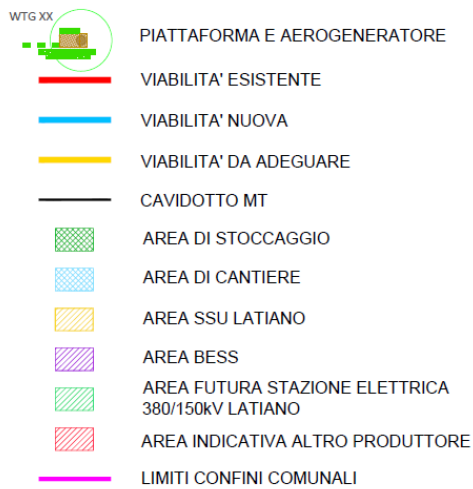 WTG XX
PIATTAFORMA E AEROGENERATORE
VIABILITA' ESISTENTE
VIABILITA' NUOVA
VIABILITA' DA ADEGUARE
CAVIDOTTO MT
AREA DI STOCCAGGIO
AREA DI CANTIERE
AREA SSU LATIANO
AREA BESS
AREA FUTURA STAZIONE ELETTRICA
380/150kV LATIANO
AREA INDICATIVA ALTRO PRODUTTORE
LIMITI CONFINI COMUNALI